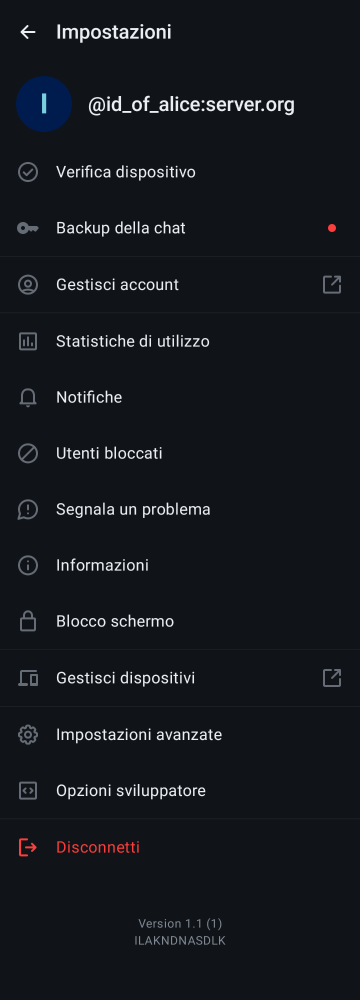 Impostazioni
I
@id_of_alice:server.org
Verifica dispositivo
Backup della chat
Gestisci account
Statistiche di utilizzo
Notifiche
Utenti bloccati
Segnala un problema
Informazioni
Blocco schermo
Gestisci dispositivi
Impostazioni avanzate
Opzioni sviluppatore
Disconnetti
Version 1.1 (1)
ILAKNDNASDLK